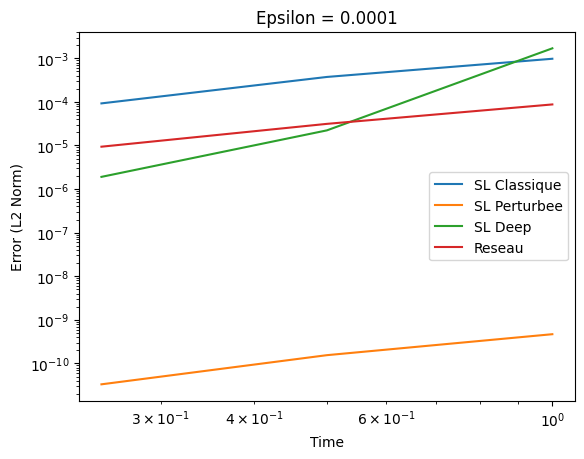 Epsilon = 0.0001
Error (L2 Norm)
10⁻³
10⁻⁴
10⁻⁵
10⁻⁶
10⁻⁷
10⁻⁸
10⁻⁹
10⁻¹⁰
SL Classique
SL Perturbee
SL Deep
Reseau
3 × 10⁻¹
4 × 10⁻¹
6 × 10⁻¹
10⁰
Time